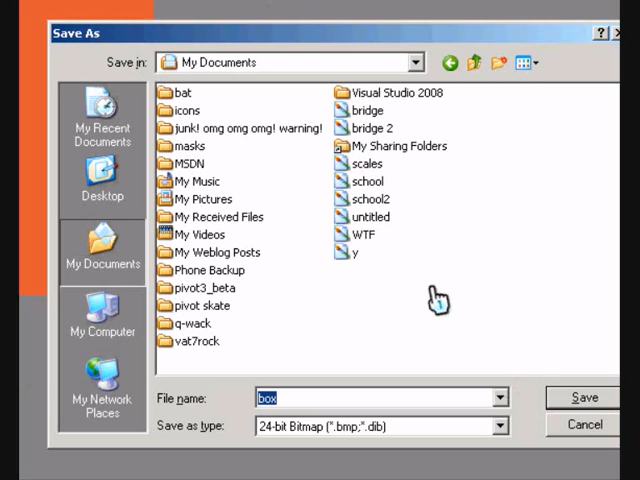 Save As
Save in:
My Documents
My Recent
Documents
Desktop
My Documents
My Computer
My Network
Places
bat
icons
junk! omg omg omg! warning!
masks
MSDN
My Music
My Pictures
My Received Files
My Videos
My Weblog Posts
Phone Backup
pivot3_beta
pivot skate
q-wack
vat7rock
Visual Studio 2008
bridge
bridge 2
My Sharing Folders
scales
school
school2
untitled
WTF
y
File name:
box
Save
Save as type:
24-bit Bitmap (*.bmp;*.dib)
Cancel